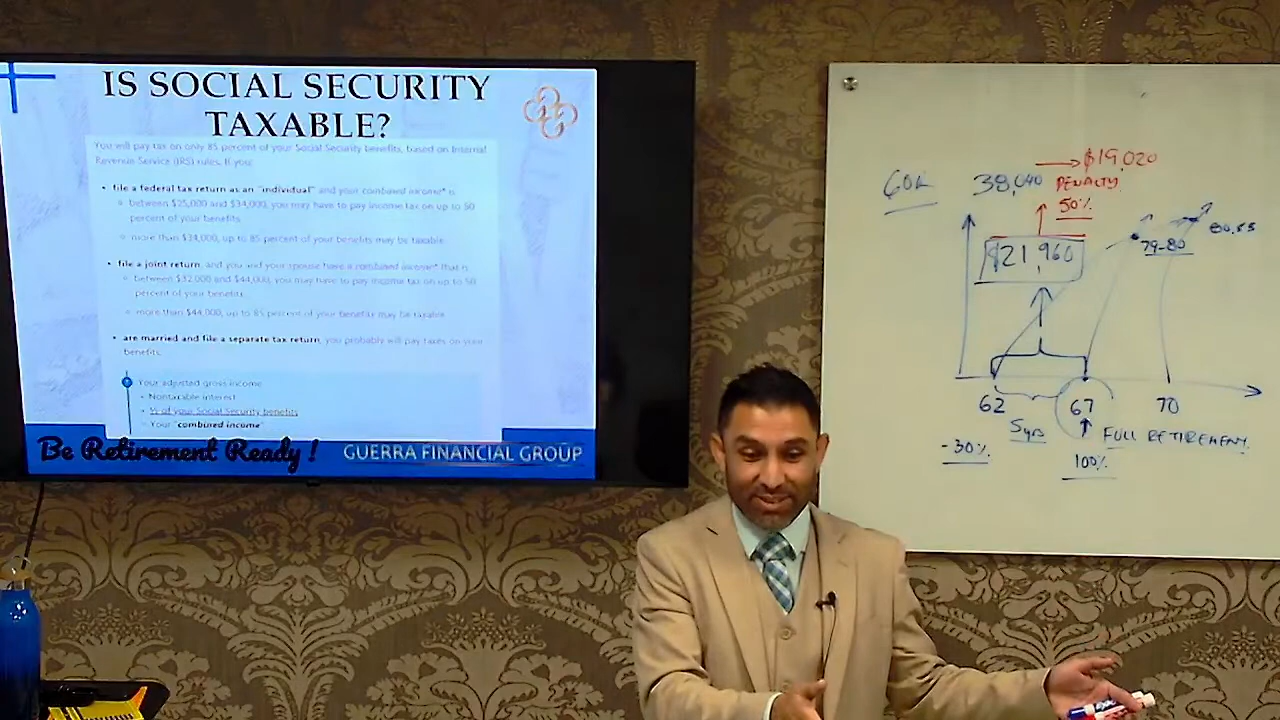 IS SOCIAL SECURITY
TAXABLE?
You will pay tax on only 85 percent of your Social Security benefits, based on Internal
Revenue Service (IRS) rules. If you:
• file a federal tax return as an "individual" and your combined income* is
between $25,000 and $34,000, you may have to pay income tax on up to 50
percent of your benefits.
more than $34,000, up to 85 percent of your benefits may be taxable.
• file a joint return, and you and your spouse have a combined income* that is
between $32,000 and $44,000, you may have to pay income tax on up to 50
percent of your benefits.
more than $44,000, up to 85 percent of your benefits may be taxable.
• are married and file a separate tax return, you probably will pay taxes on your
benefits.
Your adjusted gross income
Nontaxable interest
½ of your Social Security benefits
Your "combined income"
Be Retirement Ready !
GUERRA FINANCIAL GROUP
$19,020
60K
38,040
PENALTY
50%
$21,960
79-80
80,85
62
67
70
5 yrs
FULL RETIREMENT
-30%
100%